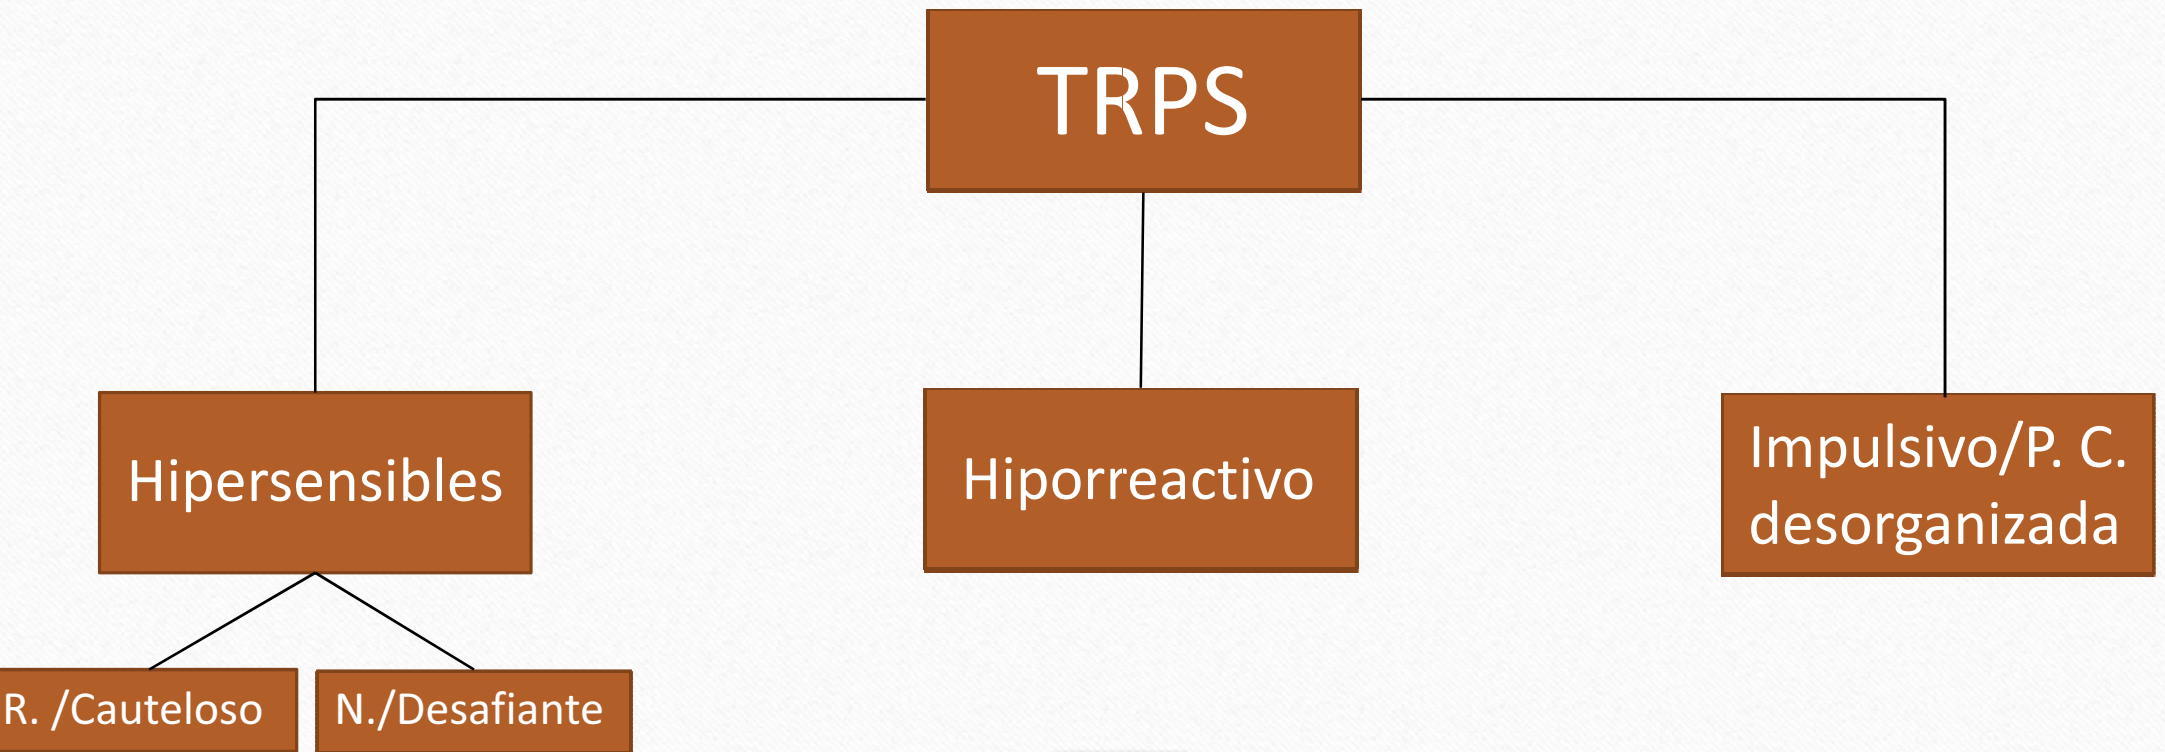 TRPS
Hipersensibles
Hiporreactivo
Impulsivo/P. C.
desorganizada
R. /Cauteloso
N./Desafiante